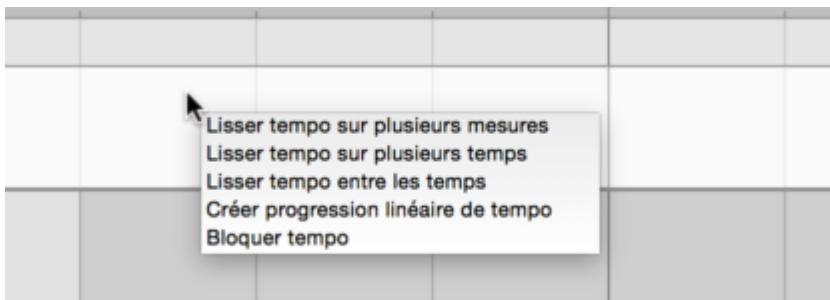 Lisser tempo sur plusieurs mesures
Lisser tempo sur plusieurs temps
Lisser tempo entre les temps
Créer progression linéaire de tempo
Bloquer tempo